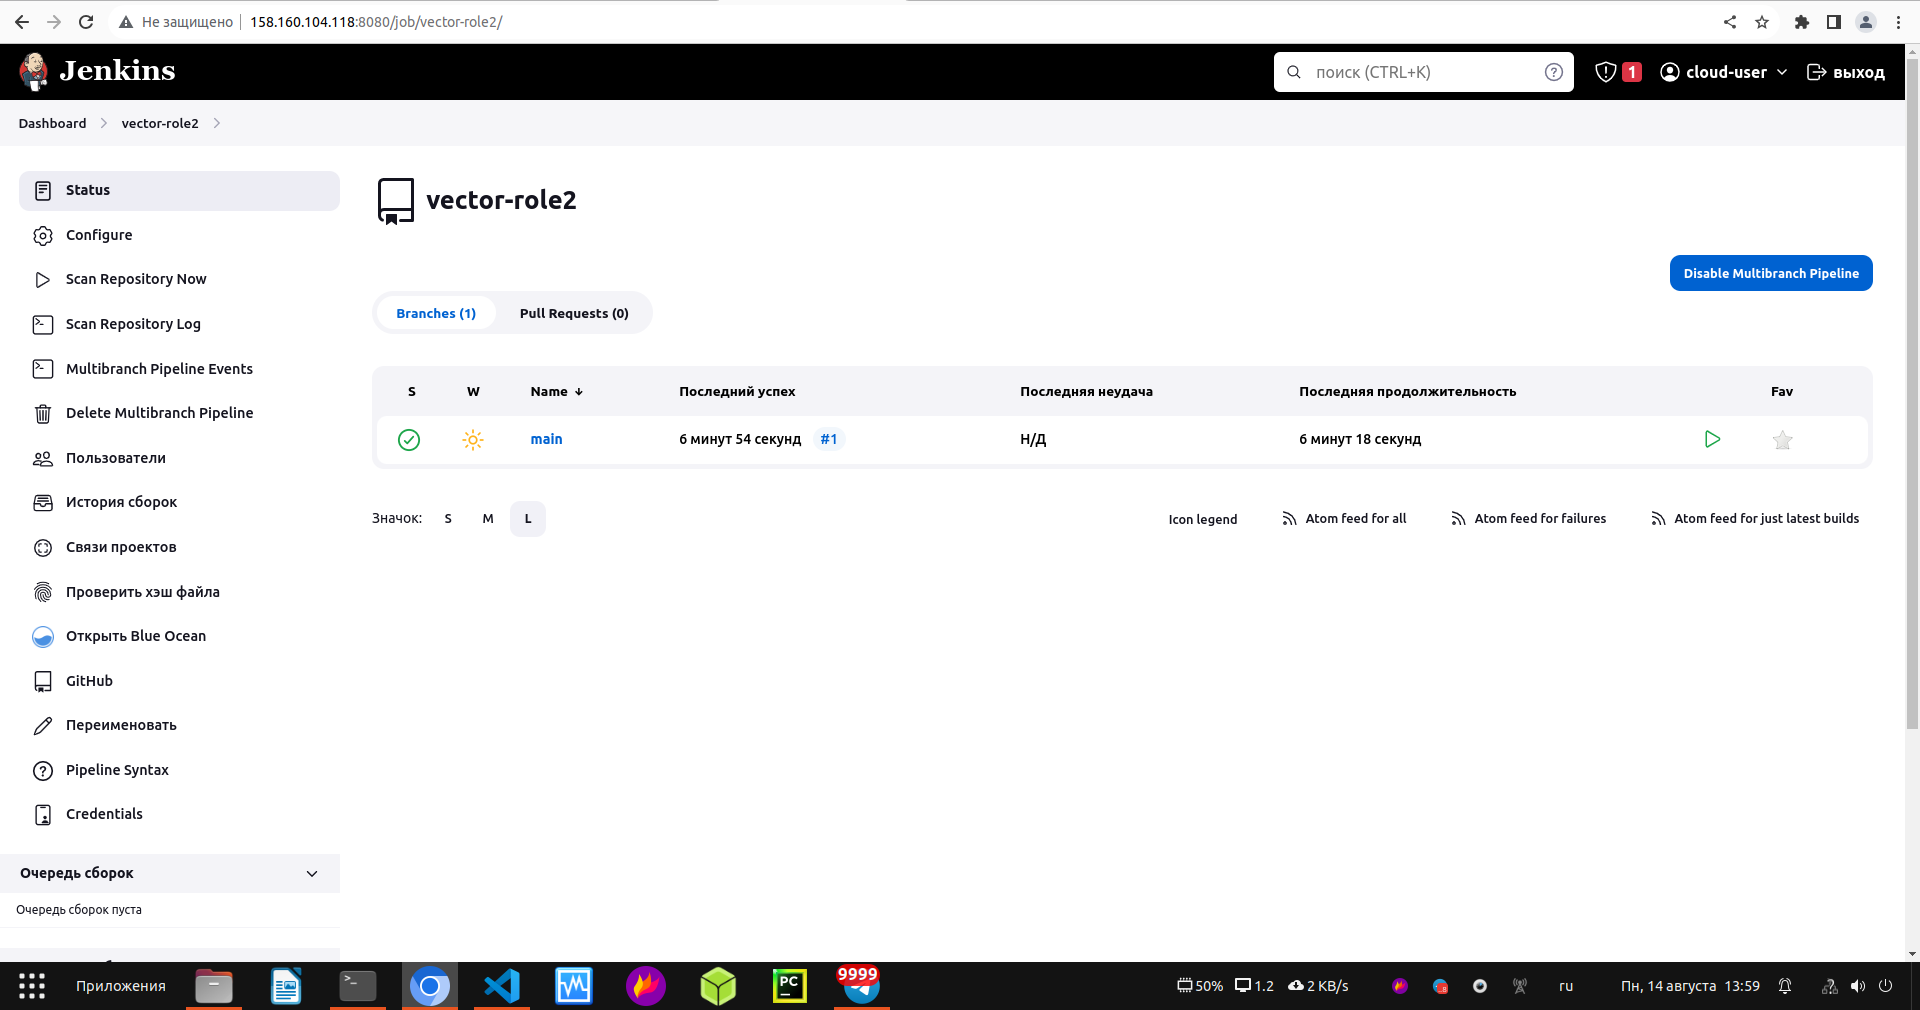 Не защищено
158.160.104.118:8080/job/vector-role2/
Jenkins
поиск (CTRL+K)
1
cloud-user
выход
Dashboard
vector-role2
Status
Configure
Scan Repository Now
Scan Repository Log
Multibranch Pipeline Events
Delete Multibranch Pipeline
Пользователи
История сборок
Связи проектов
Проверить хэш файла
Открыть Blue Ocean
GitHub
Переименовать
Pipeline Syntax
Credentials
Очередь сборок
Очередь сборок пуста
vector-role2
Disable Multibranch Pipeline
Branches (1)
Pull Requests (0)
S W Name ↓ Последний успех Последняя неудача Последняя продолжительность Fav
main 6 минут 54 секунд #1 Н/Д 6 минут 18 секунд
Значок: S M L
Icon legend
Atom feed for all
Atom feed for failures
Atom feed for just latest builds
Приложения
PC
9999
50%
1.2
2 KB/s
ru
Пн, 14 августа 13:59